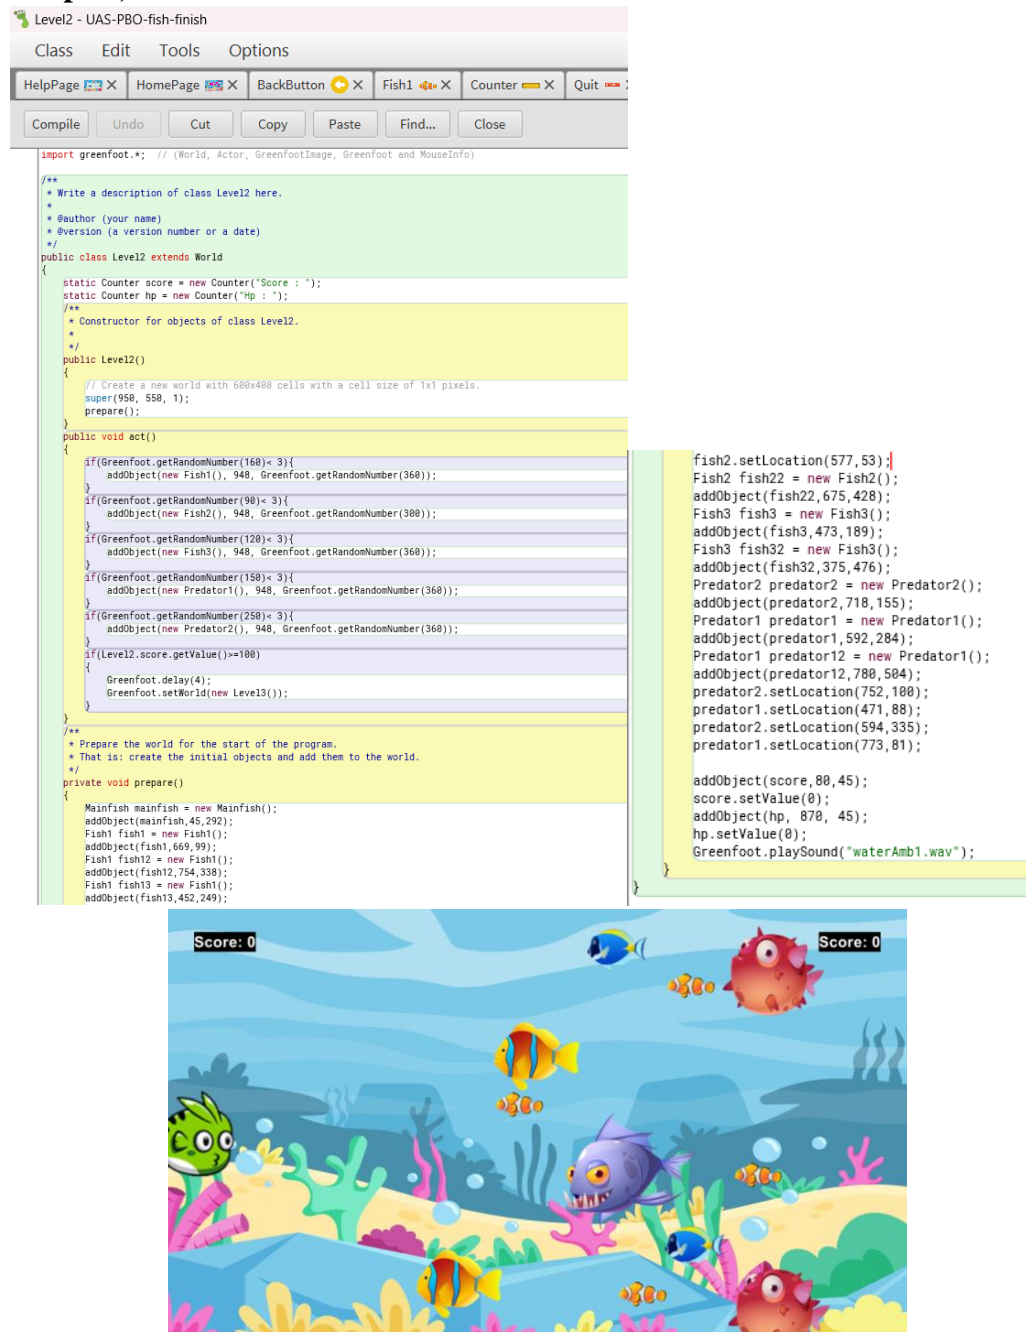 Level2 - UAS-PBO-fish-finish
Class Edit Tools Options
HelpPage HomePage BackButton Fish1 Counter Quit
Compile Undo Cut Copy Paste Find... Close
import greenfoot.*;  // (World, Actor, GreenfootImage, Greenfoot and MouseInfo)
/**
 * Write a description of class Level2 here.
 *
 * @author (your name)
 * @version (a version number or a date)
 */
public class Level2 extends World
{
static Counter score = new Counter("Score : ");
static Counter hp = new Counter("Hp : ");
/**
 * Constructor for objects of class Level2.
 *
 */
public Level2()
{
// Create a new world with 600x400 cells with a cell size of 1x1 pixels.
super(950, 550, 1);
prepare();
}
public void act()
{
if(Greenfoot.getRandomNumber(160)< 3){
addObject(new Fish1(), 948, Greenfoot.getRandomNumber(360));
}
if(Greenfoot.getRandomNumber(90)< 3){
addObject(new Fish2(), 948, Greenfoot.getRandomNumber(300));
}
if(Greenfoot.getRandomNumber(120)< 3){
addObject(new Fish3(), 948, Greenfoot.getRandomNumber(360));
}
if(Greenfoot.getRandomNumber(150)< 3){
addObject(new Predator1(), 948, Greenfoot.getRandomNumber(360));
}
if(Greenfoot.getRandomNumber(250)< 3){
addObject(new Predator2(), 948, Greenfoot.getRandomNumber(360));
}
if(Level2.score.getValue()>=100)
{
Greenfoot.delay(4);
Greenfoot.setWorld(new Level3());
}
}
/**
 * Prepare the world for the start of the program.
 * That is: create the initial objects and add them to the world.
 */
private void prepare()
{
Mainfish mainfish = new Mainfish();
addObject(mainfish,45,292);
Fish1 fish1 = new Fish1();
addObject(fish1,669,99);
Fish1 fish12 = new Fish1();
addObject(fish12,754,338);
Fish1 fish13 = new Fish1();
addObject(fish13,452,249);
fish2.setLocation(577,53);
Fish2 fish22 = new Fish2();
addObject(fish22,675,428);
Fish3 fish3 = new Fish3();
addObject(fish3,473,189);
Fish3 fish32 = new Fish3();
addObject(fish32,375,476);
Predator2 predator2 = new Predator2();
addObject(predator2,718,155);
Predator1 predator1 = new Predator1();
addObject(predator1,592,284);
Predator1 predator12 = new Predator1();
addObject(predator12,780,504);
predator2.setLocation(752,100);
predator1.setLocation(471,88);
predator2.setLocation(594,335);
predator1.setLocation(773,81);
addObject(score,80,45);
score.setValue(0);
addObject(hp, 870, 45);
hp.setValue(0);
Greenfoot.playSound("waterAmb1.wav");
}
}
Score: 0
Score: 0